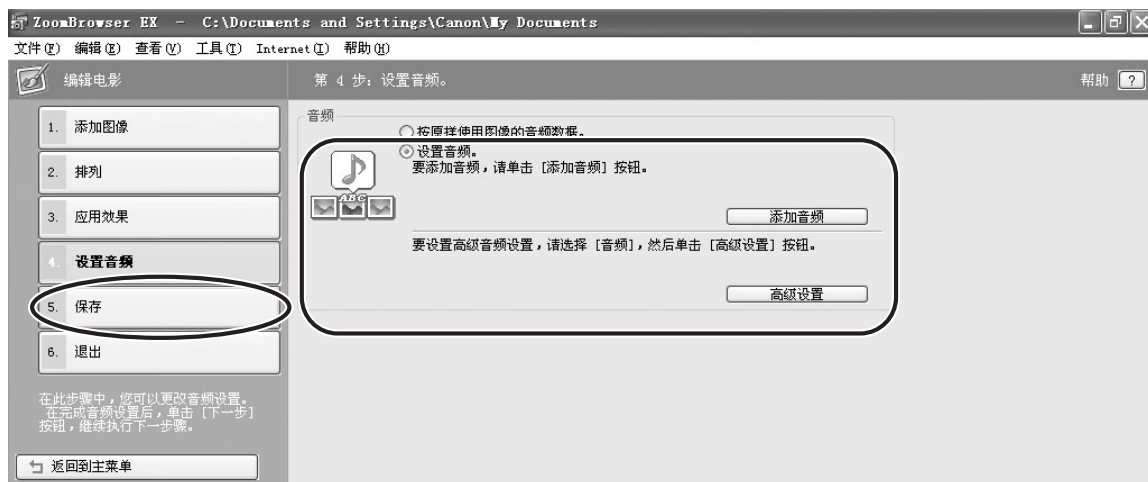 ZoomBrowser EX - C:\Documents and Settings\Canon\My Documents
文件(F) 编辑(E) 查看(V) 工具(T) Internet(I) 帮助(H)
编辑电影
第 4 步: 设置音频。
帮助 ?
1. 添加图像
2. 排列
3. 应用效果
4. 设置音频
5. 保存
6. 退出
在此步骤中，您可以更改音频设置。
在完成音频设置后，单击 [下一步]
按钮，继续执行下一步骤。
返回到主菜单
音频
按原样使用图像的音频数据。
设置音频。
要添加音频，请单击 [添加音频] 按钮。
ABC
添加音频
要设置高级音频设置，请选择 [音频]，然后单击 [高级设置] 按钮。
高级设置